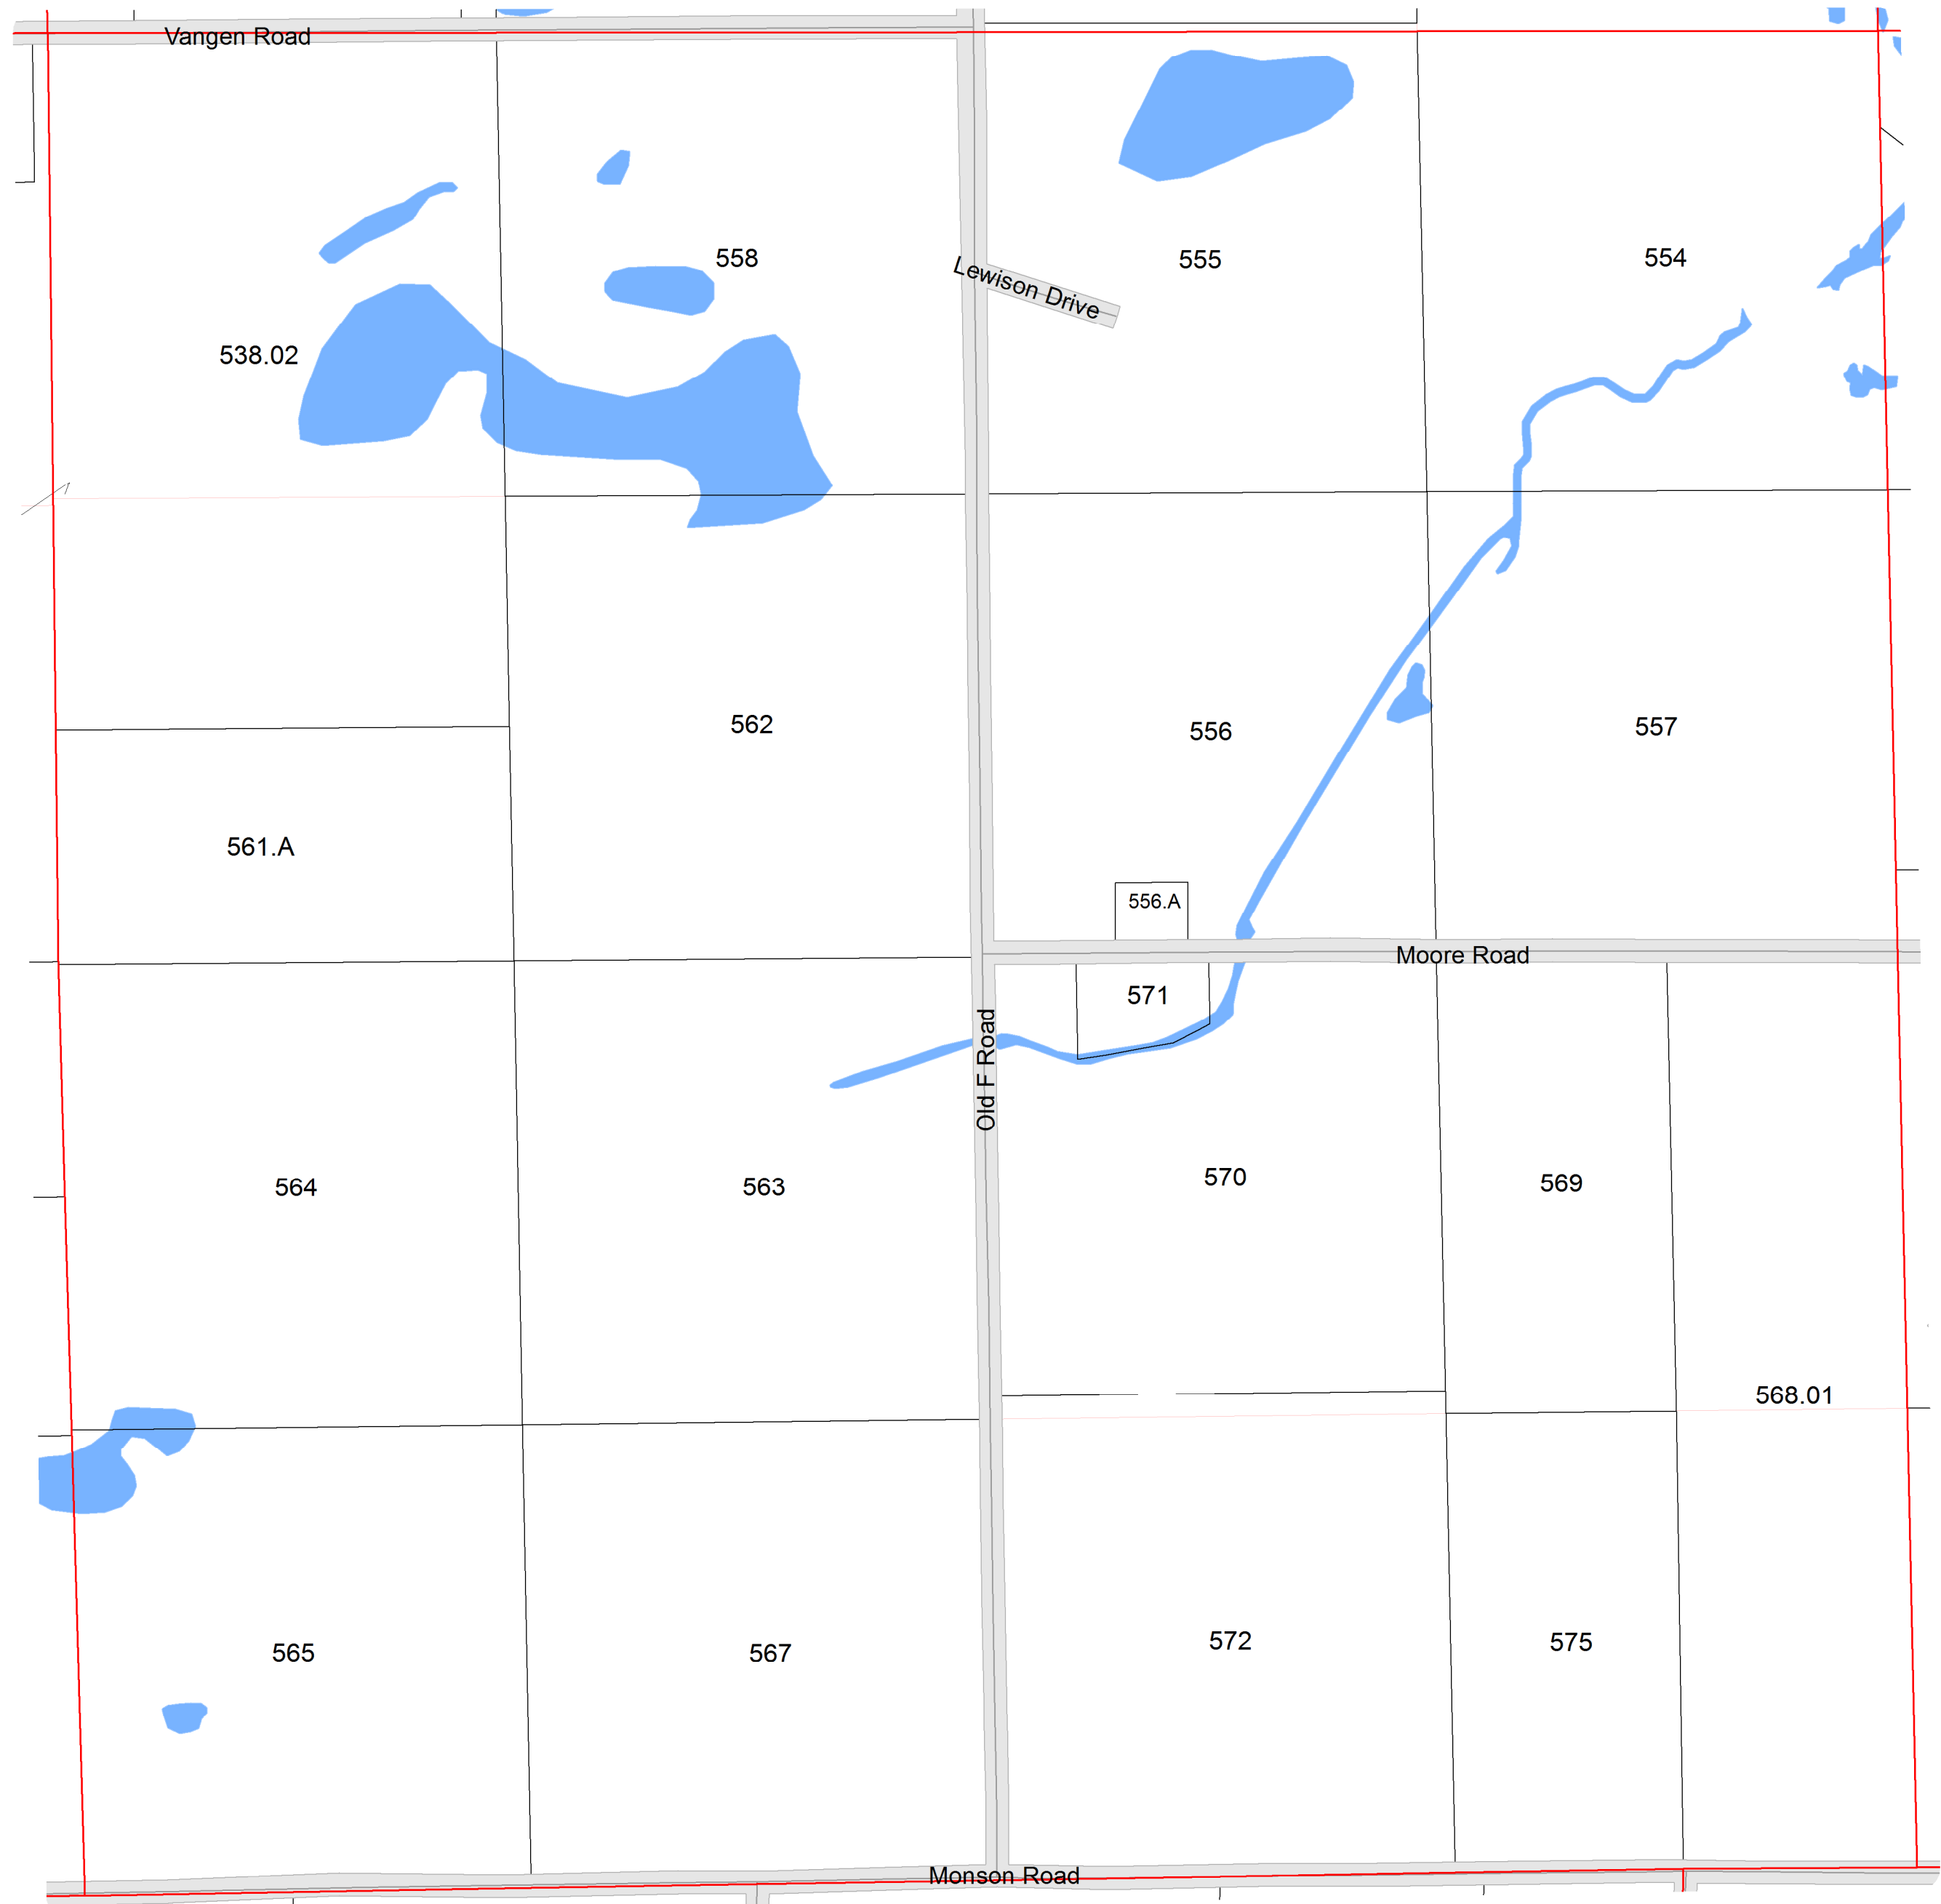 Vangen Road
558
555
554
Lewison Drive
538.02
562
556
557
561.A
556.A
Moore Road
571
Old F Road
564
563
570
569
568.01
565
567
572
575
Monson Road